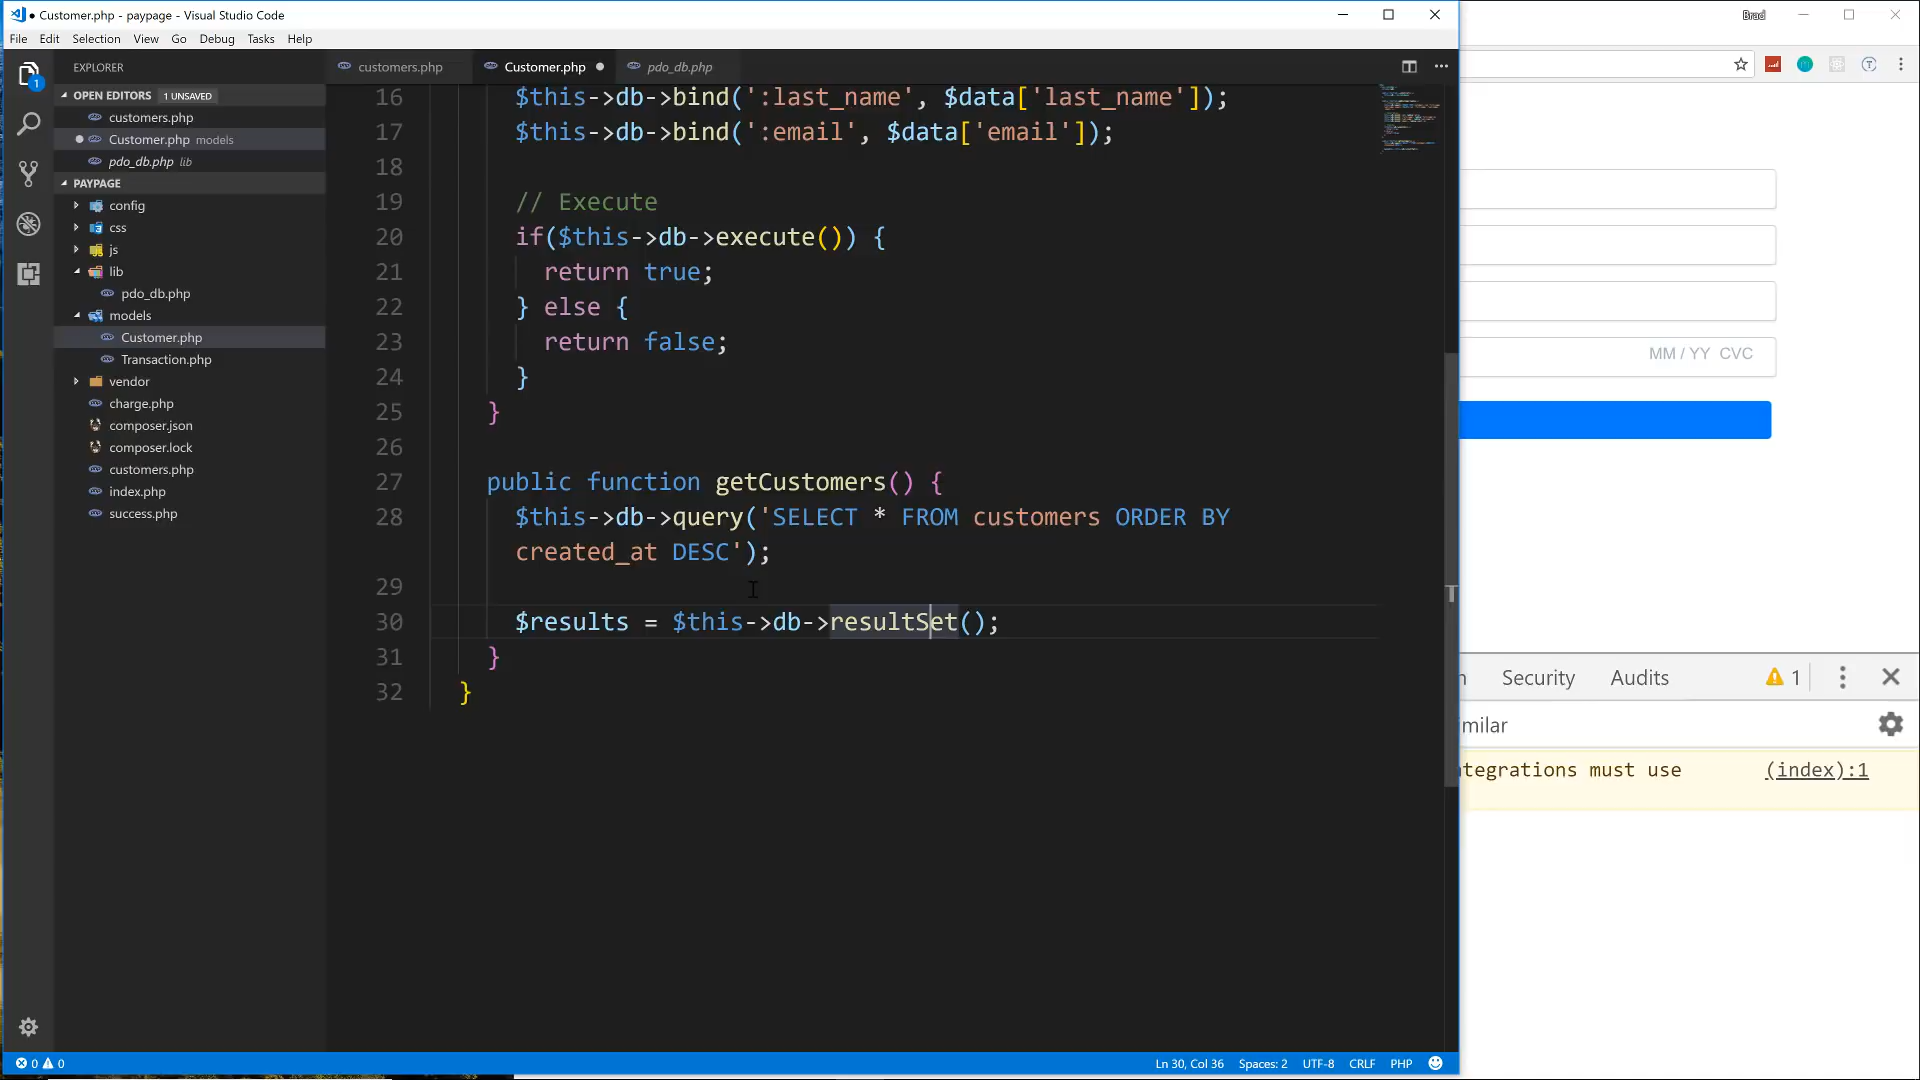 Customer.php - paypage - Visual Studio Code
Brad
File Edit Selection View Go Debug Tasks Help
EXPLORER
customers.php
Customer.php
pdo_db.php
OPEN EDITORS 1 UNSAVED
customers.php
Customer.php models
pdo_db.php lib
PAYPAGE
config
css
js
lib
pdo_db.php
models
Customer.php
Transaction.php
vendor
charge.php
composer.json
composer.lock
customers.php
index.php
success.php
1
16 $this->db->bind(':last_name', $data['last_name']);
17 $this->db->bind(':email', $data['email']);
18
19 // Execute
20 if($this->db->execute()) {
21 return true;
22 } else {
23 return false;
24 }
25 }
26
27 public function getCustomers() {
28 $this->db->query('SELECT * FROM customers ORDER BY
created_at DESC');
29
30 $results = $this->db->resultSet();
31 }
32 }
MM / YY CVC
Security Audits 1
milar
ntegrations must use (index):1
0 0
Ln 30, Col 36 Spaces: 2 UTF-8 CRLF PHP